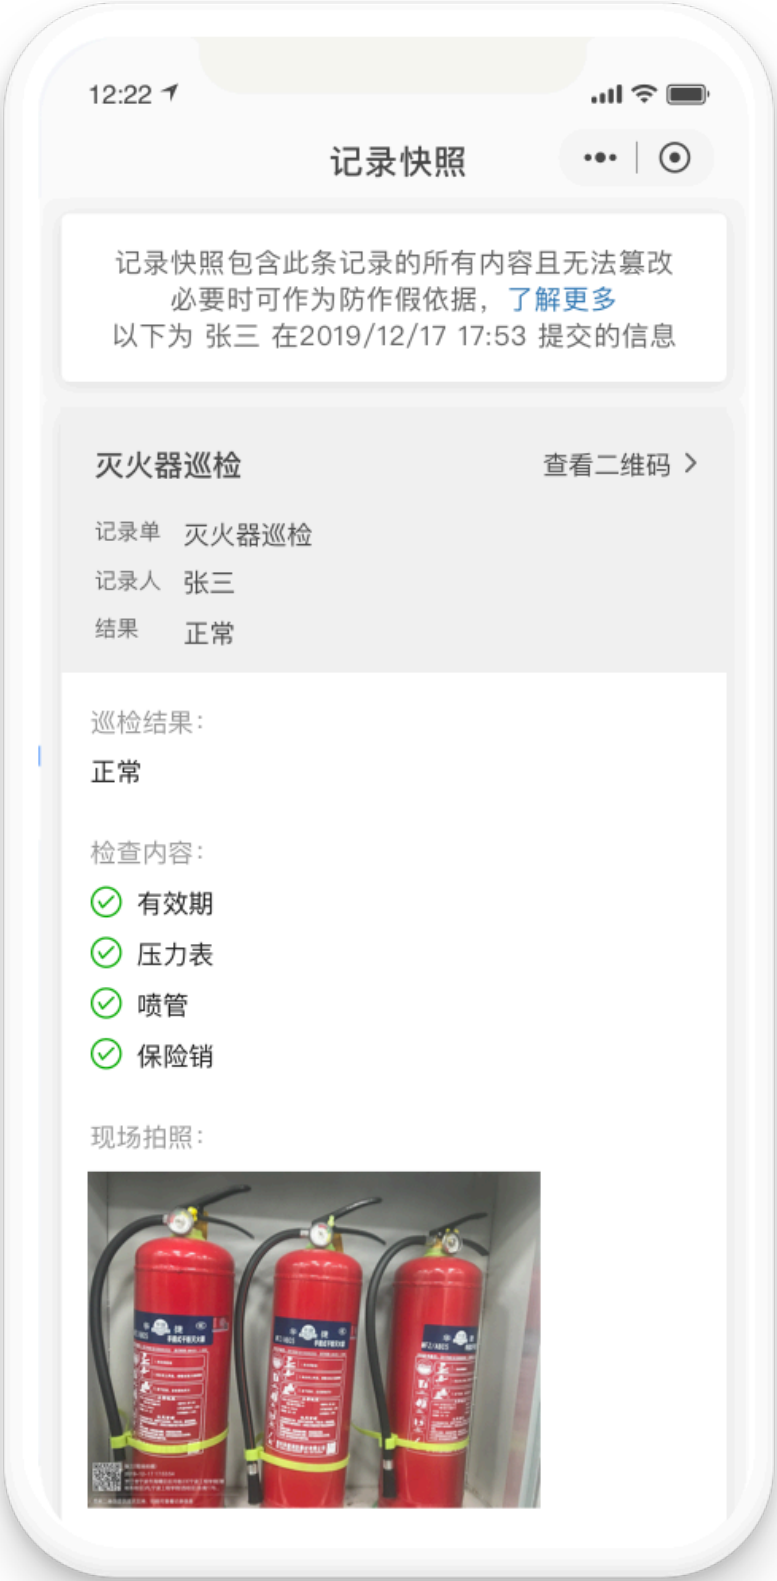 12:22
记录快照
记录快照包含此条记录的所有内容且无法篡改
必要时可作为防作假依据，了解更多
以下为 张三 在2019/12/17 17:53 提交的信息
灭火器巡检
查看二维码
记录单 灭火器巡检
记录人 张三
结果 正常
巡检结果：
正常
检查内容：
有效期
压力表
喷管
保险销
现场拍照：